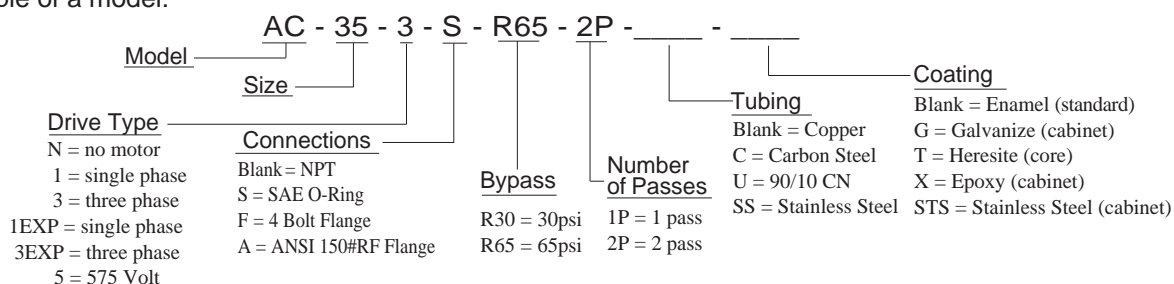 ole of a model.
AC - 35 - 3 - S - R65 - 2P -____ - ____
Model
Size
Drive Type
N = no motor
1 = single phase
3 = three phase
1EXP = single phase
3EXP = three phase
5 = 575 Volt
Connections
Blank = NPT
S = SAE O-Ring
F = 4 Bolt Flange
A = ANSI 150#RF Flange
Bypass
R30 = 30psi
R65 = 65psi
Number
of Passes
1P = 1 pass
2P = 2 pass
Tubing
Blank = Copper
C = Carbon Steel
U = 90/10 CN
SS = Stainless Steel
Coating
Blank = Enamel (standard)
G = Galvanize (cabinet)
T = Heresite (core)
X = Epoxy (cabinet)
STS = Stainless Steel (cabinet)